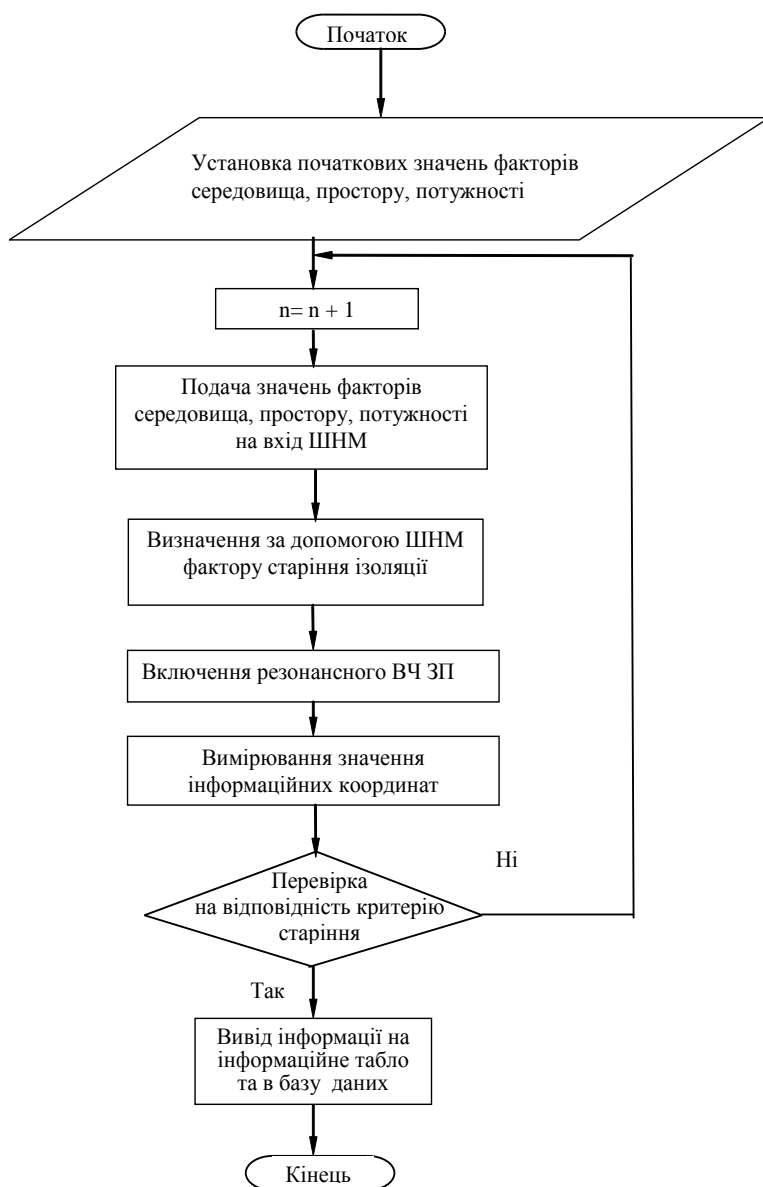 Початок
Установка початкових значень факторів
середовища, простору, потужності
n= n + 1
Подача значень факторів
середовища, простору, потужності
на вхід ШНМ
Визначення за допомогою ШНМ
фактору старіння ізоляції
Включення резонансного ВЧ ЗП
Вимірювання значення
інформаційних координат
Ні
Перевірка
на відповідність критерію
старіння
Так
Вивід інформації на
інформаційне табло
та в базу даних
Кінець